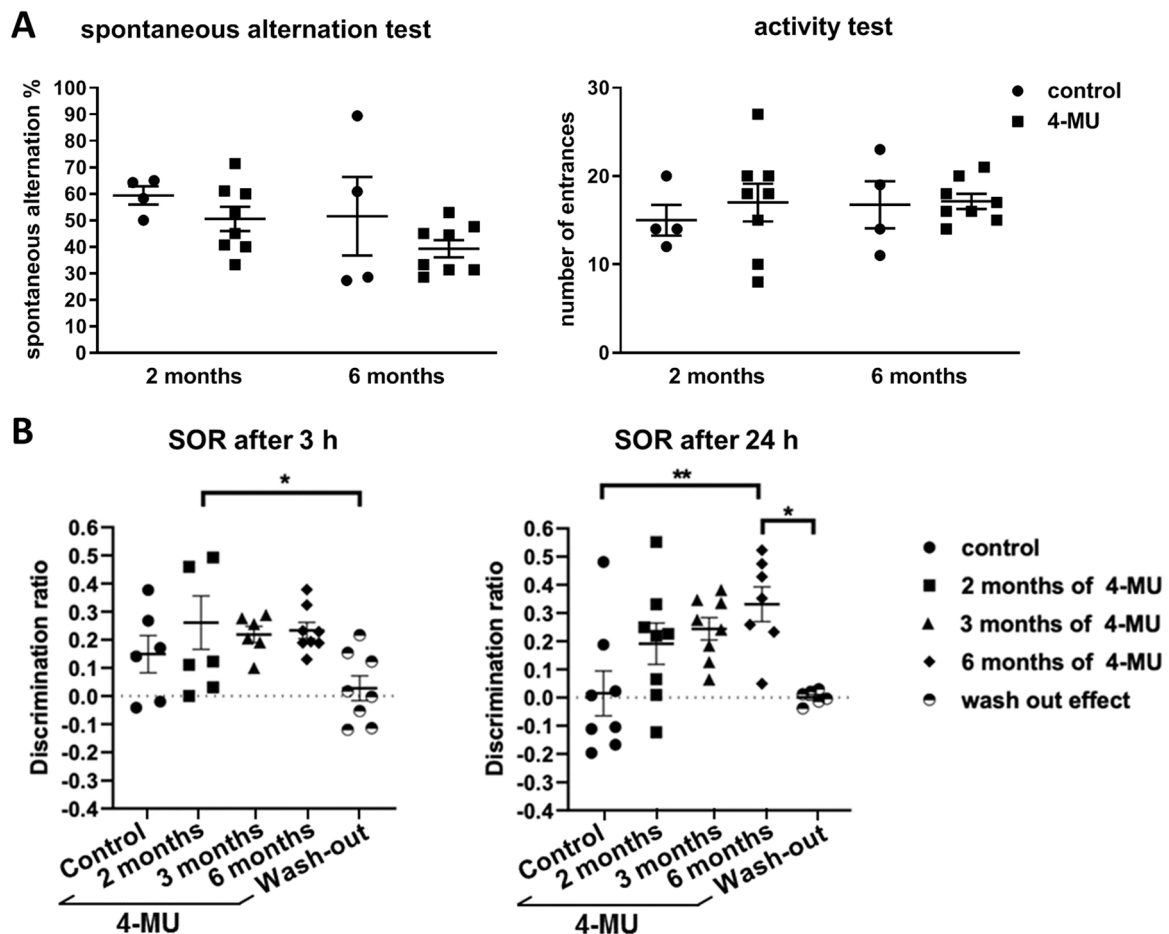 A
spontaneous alternation test
activity test
spontaneous alternation %
100
90
80
70
60
50
40
30
20
10
0
2 months
6 months
number of entrances
30
20
10
0
2 months
6 months
control
4-MU
B
SOR after 3 h
SOR after 24 h
*
**
*
Discrimination ratio
0.6
0.5
0.4
0.3
0.2
0.1
0.0
-0.1
-0.2
-0.3
-0.4
Control
2 months
3 months
6 months
Wash-out
4-MU
Discrimination ratio
0.6
0.5
0.4
0.3
0.2
0.1
0.0
-0.1
-0.2
-0.3
-0.4
Control
2 months
3 months
6 months
Wash-out
4-MU
control
2 months of 4-MU
3 months of 4-MU
6 months of 4-MU
wash out effect